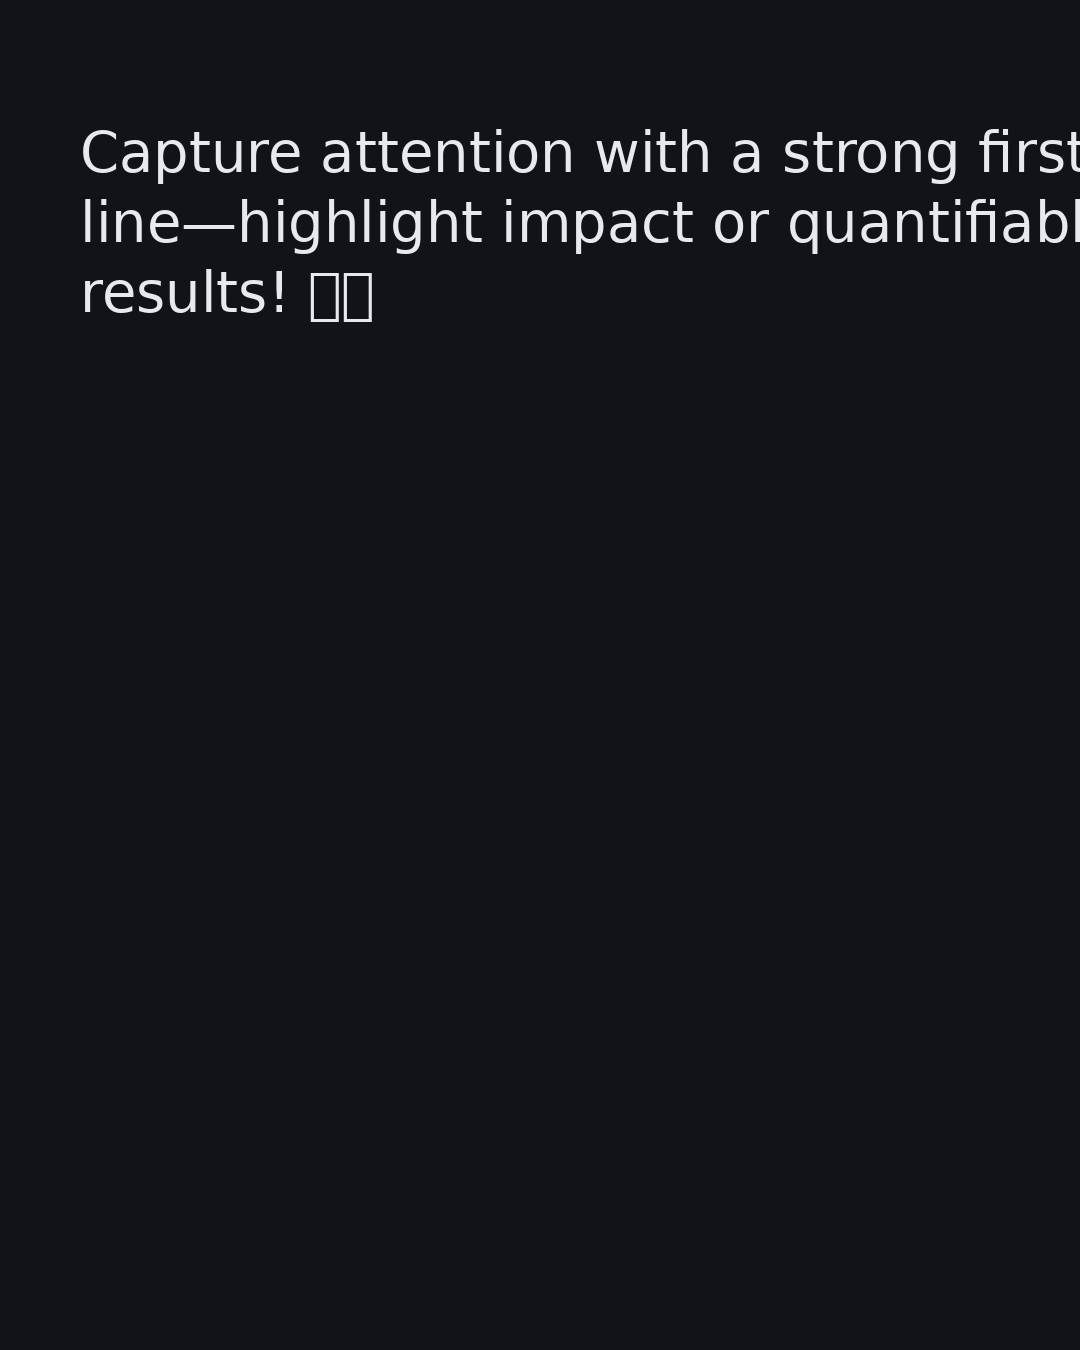 Capture attention with a strong first
line—highlight impact or quantifiabl
results!